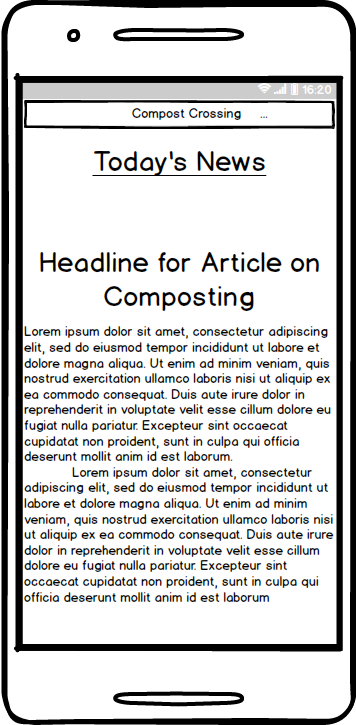 16:20
Compost Crossing ...
Today's News
Headline for Article on
Composting
Lorem ipsum dolor sit amet, consectetur adipiscing
elit, sed do eiusmod tempor incididunt ut labore et
dolore magna aliqua. Ut enim ad minim veniam, quis
nostrud exercitation ullamco laboris nisi ut aliquip ex
ea commodo consequat. Duis aute irure dolor in
reprehenderit in voluptate velit esse cillum dolore eu
fugiat nulla pariatur. Excepteur sint occaecat
cupidatat non proident, sunt in culpa qui officia
deserunt mollit anim id est laborum.
Lorem ipsum dolor sit amet, consectetur
adipiscing elit, sed do eiusmod tempor incididunt ut
labore et dolore magna aliqua. Ut enim ad minim
veniam, quis nostrud exercitation ullamco laboris nisi
ut aliquip ex ea commodo consequat. Duis aute irure
dolor in reprehenderit in voluptate velit esse cillum
dolore eu fugiat nulla pariatur. Excepteur sint
occaecat cupidatat non proident, sunt in culpa qui
officia deserunt mollit anim id est laborum